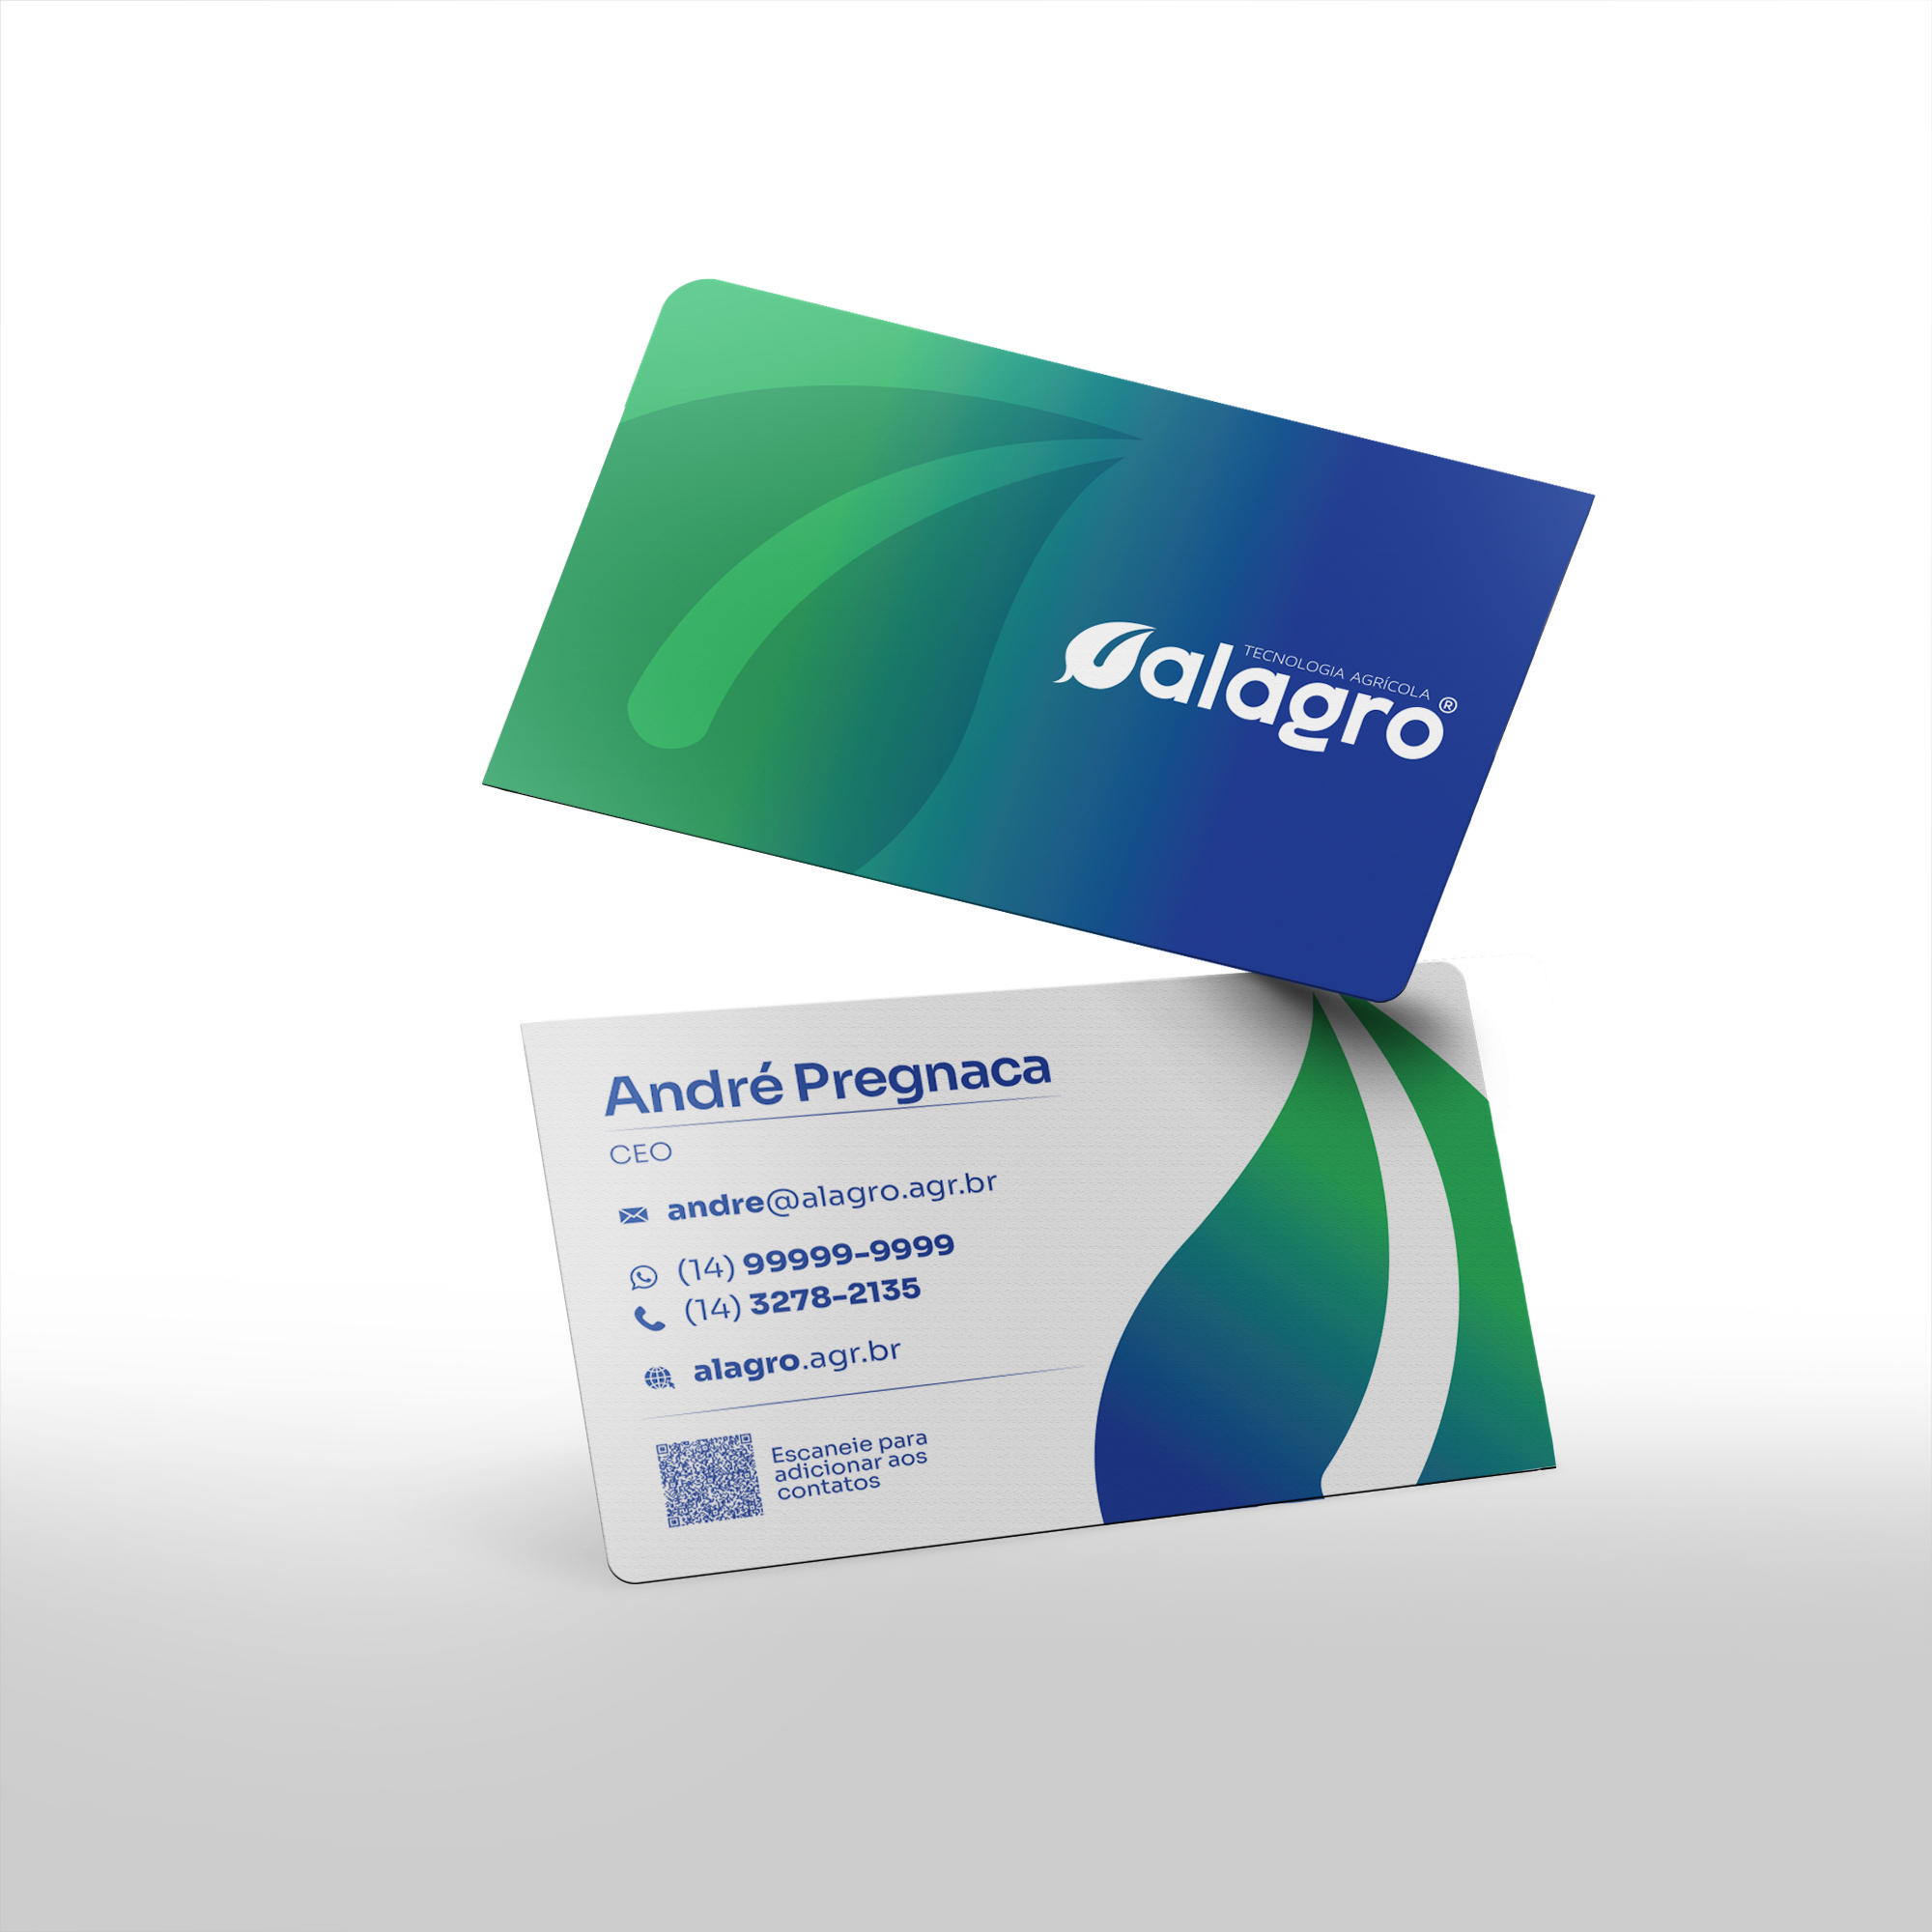 TECNOLOGIA AGRÍCOLA
alagro®
André Pregnaca
CEO
andre@alagro.agr.br
(14) 99999-9999
(14) 3278-2135
alagro.agr.br
Escaneie para
adicionar aos
contatos